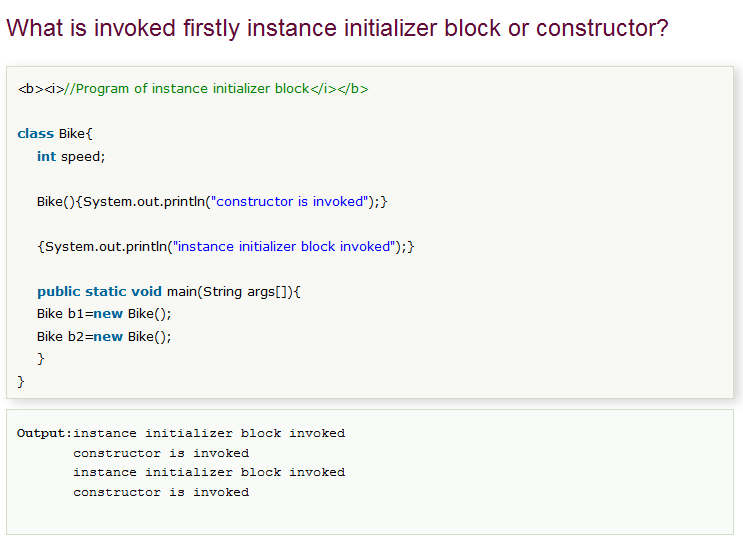 What is invoked firstly instance initializer block or constructor?
<b><i>//Program of instance initializer block</i></b>
class Bike{
int speed;
Bike(){System.out.println("constructor is invoked");}
{System.out.println("instance initializer block invoked");}
public static void main(String args[]){
Bike b1=new Bike();
Bike b2=new Bike();
}
}
Output:instance initializer block invoked
constructor is invoked
instance initializer block invoked
constructor is invoked